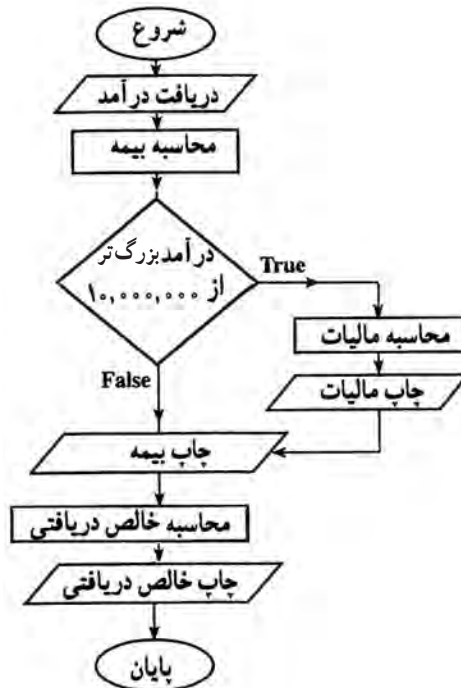 شروع
دریافت درآمد
محاسبه بیمه
درآمد بزرگ‌تر
از ۱۰,۰۰۰,۰۰۰
True
محاسبه مالیات
چاپ مالیات
False
چاپ بیمه
محاسبه خالص دریافتی
چاپ خالص دریافتی
پایان